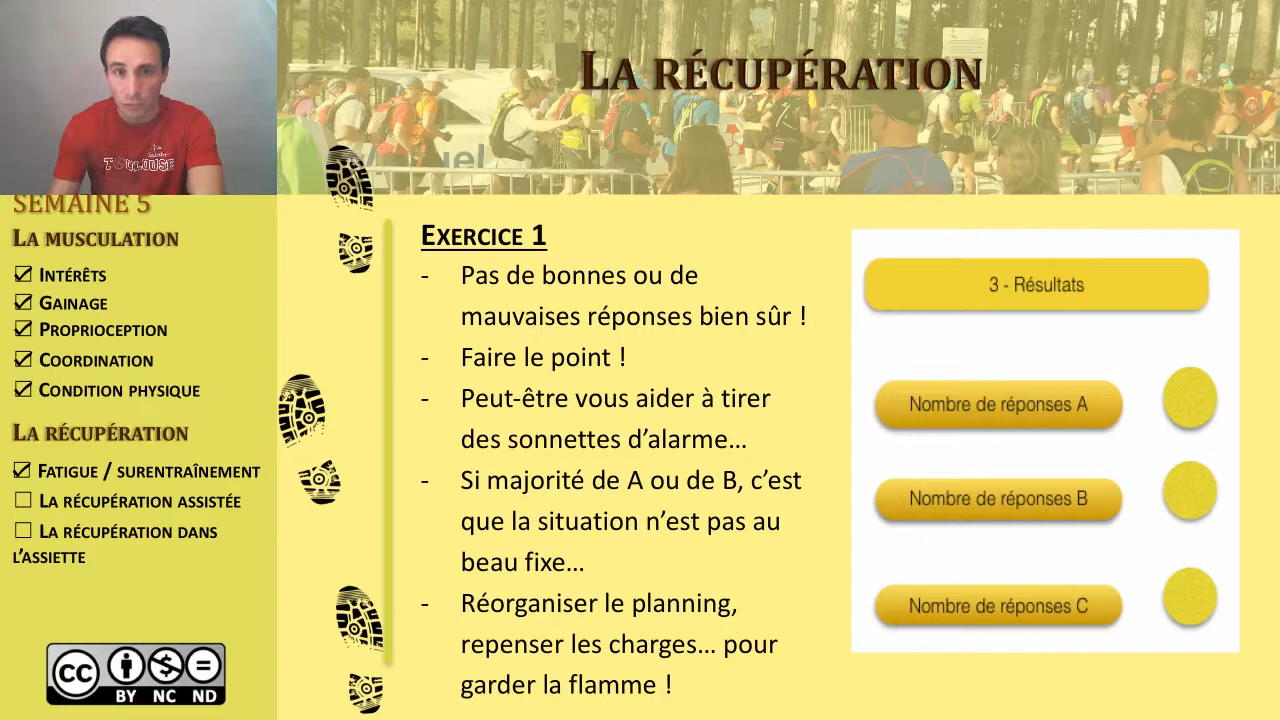 LA RÉCUPÉRATION
SEMAINE 5
LA MUSCULATION
☑ INTÉRÊTS
☑ GAINAGE
☑ PROPRIOCEPTION
☑ COORDINATION
☑ CONDITION PHYSIQUE
LA RÉCUPÉRATION
☑ FATIGUE / SURENTRAÎNEMENT
☐ LA RÉCUPÉRATION ASSISTÉE
☐ LA RÉCUPÉRATION DANS
L'ASSIETTE
CC
BY NC ND
EXERCICE 1
- Pas de bonnes ou de
mauvaises réponses bien sûr !
- Faire le point !
- Peut-être vous aider à tirer
des sonnettes d'alarme…
- Si majorité de A ou de B, c'est
que la situation n'est pas au
beau fixe…
- Réorganiser le planning,
repenser les charges… pour
garder la flamme !
3 - Résultats
Nombre de réponses A
Nombre de réponses B
Nombre de réponses C
TOULOUSE